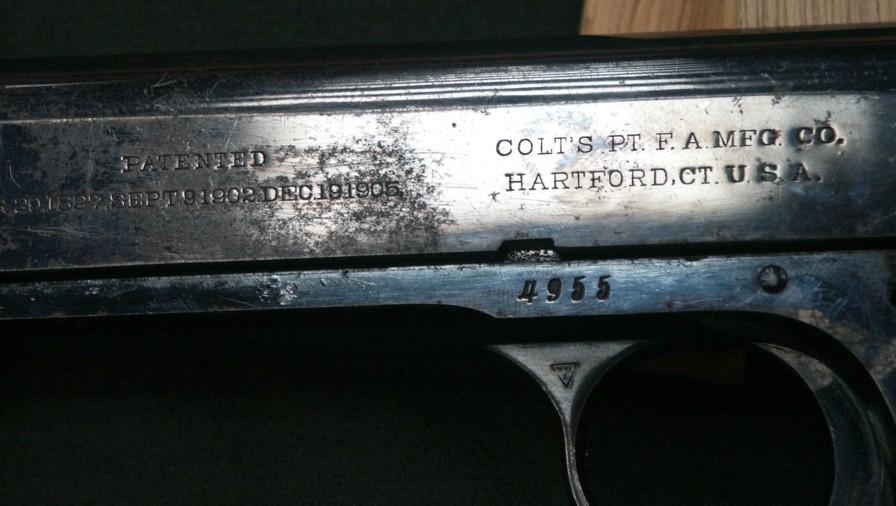 PATENTED
20.1897.SEPT.9.1902.DEC.19.1905.
COLT'S PT. F. A. MFG. CO.
HARTFORD, CT. U. S. A.
4955